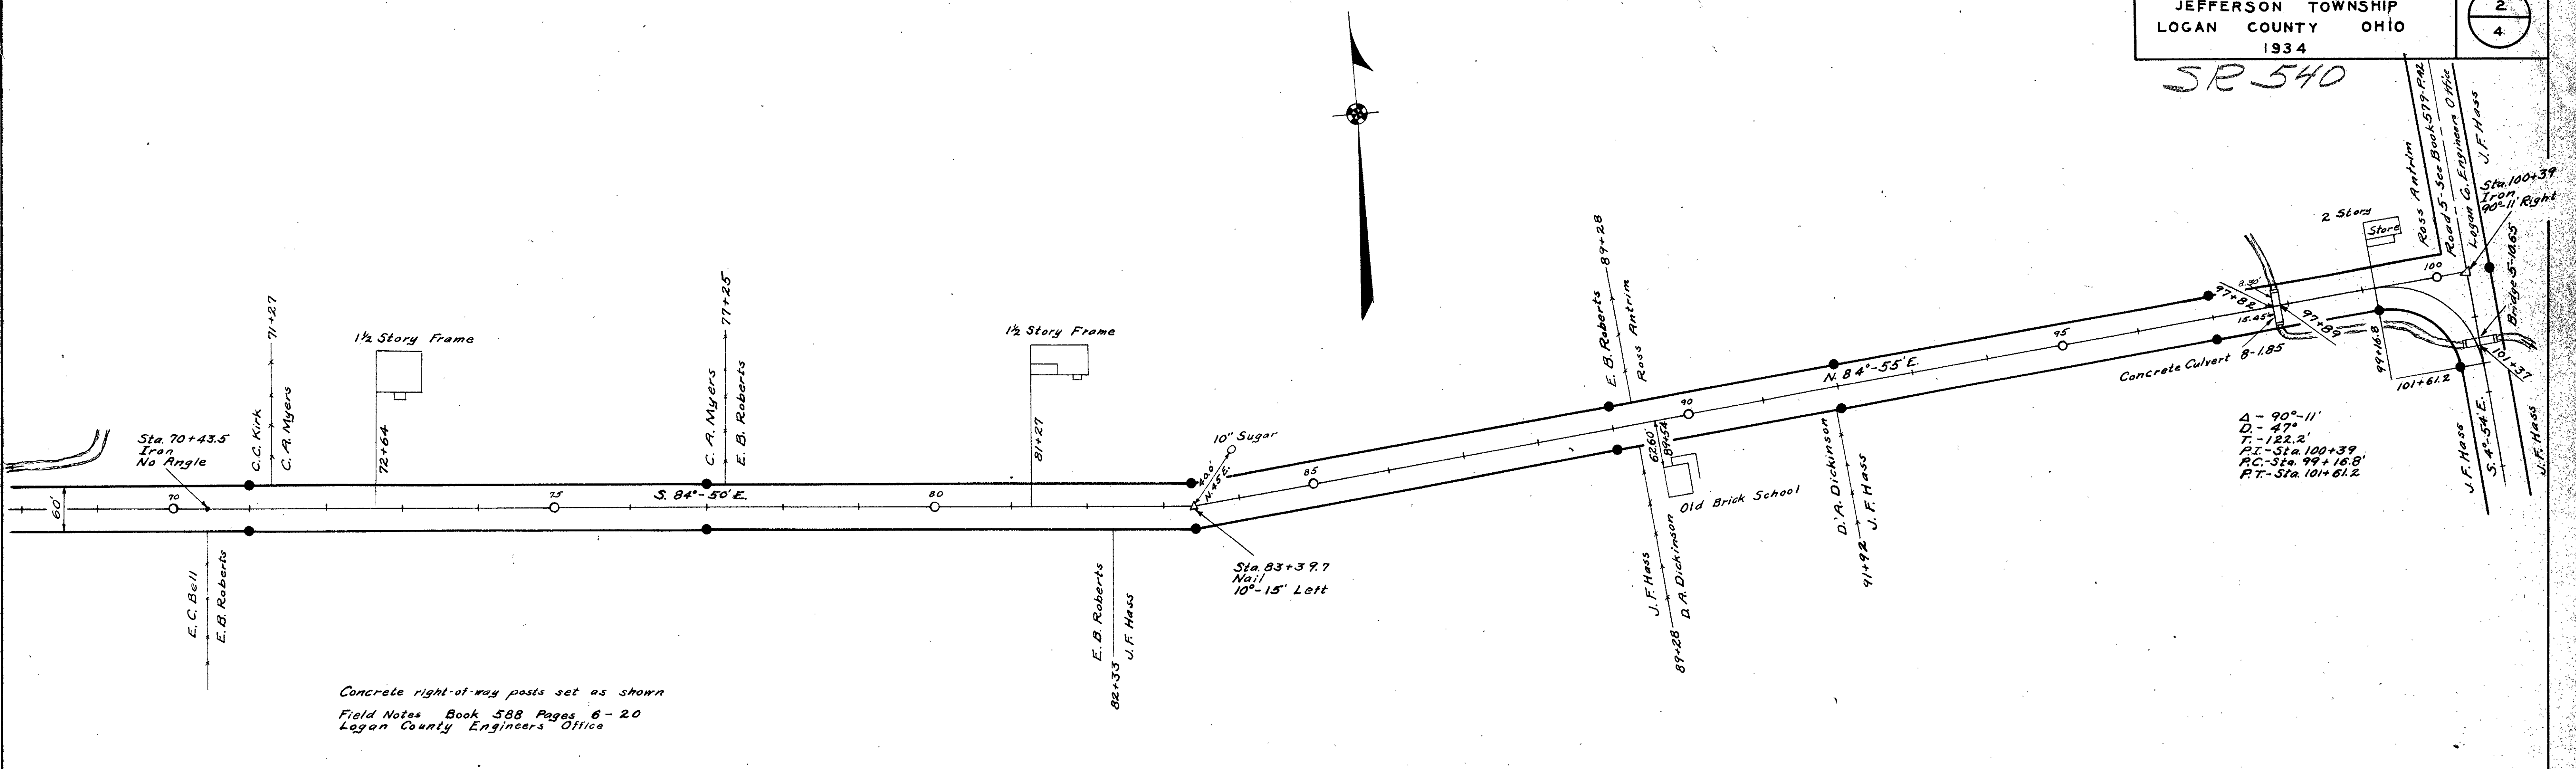 JEFFERSON TOWNSHIP
LOGAN COUNTY OHIO
1934
2
4
SR 540
Ross Antrim
Road 5 - See Book 579-P.42
Logan Co. Engineers Office
J. F. Hass
Sta. 100+39
Iron
90°-11' Right
2 Story
Store
Bridge 5-10.65
100
8.30'
97+82
15.45'
97+89
99+16.8
101+37
101+61.2
Concrete Culvert 8-1.85
95
N. 84°-55' E.
E. B. Roberts
89+28
Ross Antrim
90
62.60'
89+54
Old Brick School
D. A. Dickinson
J. F. Hass
91+92
J. F. Hass
D. A. Dickinson
89+28
Δ - 90°-11'
D. - 47°
T. - 122.2'
P.I. - Sta. 100+39
P.C. - Sta. 99+16.8'
P.T. - Sta. 101+61.2
J. F. Hass
S. 4°-54' E.
J. F. Hass
71+27
C. C. Kirk
C. A. Myers
1½ Story Frame
72+64
77+25
C. A. Myers
E. B. Roberts
1½ Story Frame
81+27
10" Sugar
Sta. 70+43.5
Iron
No Angle
60'
70
75
S. 84°-50' E.
80
85
E. C. Bell
E. B. Roberts
E. B. Roberts
J. F. Hass
82+33
Sta. 83+39.7
Nail
10°-15' Left
Concrete right-of-way posts set as shown
Field Notes Book 588 Pages 6-20
Logan County Engineers Office